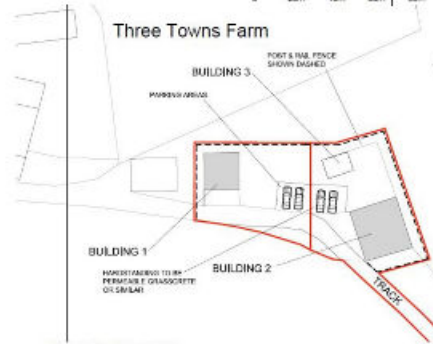 Three Towns Farm
POST & RAIL FENCE
SHOWN DASHED
BUILDING 3
PARKING AREAS
BUILDING 1
HARDSTANDING TO BE
PERMEABLE GRASSCRETE
OR SIMILAR
BUILDING 2
TRACK